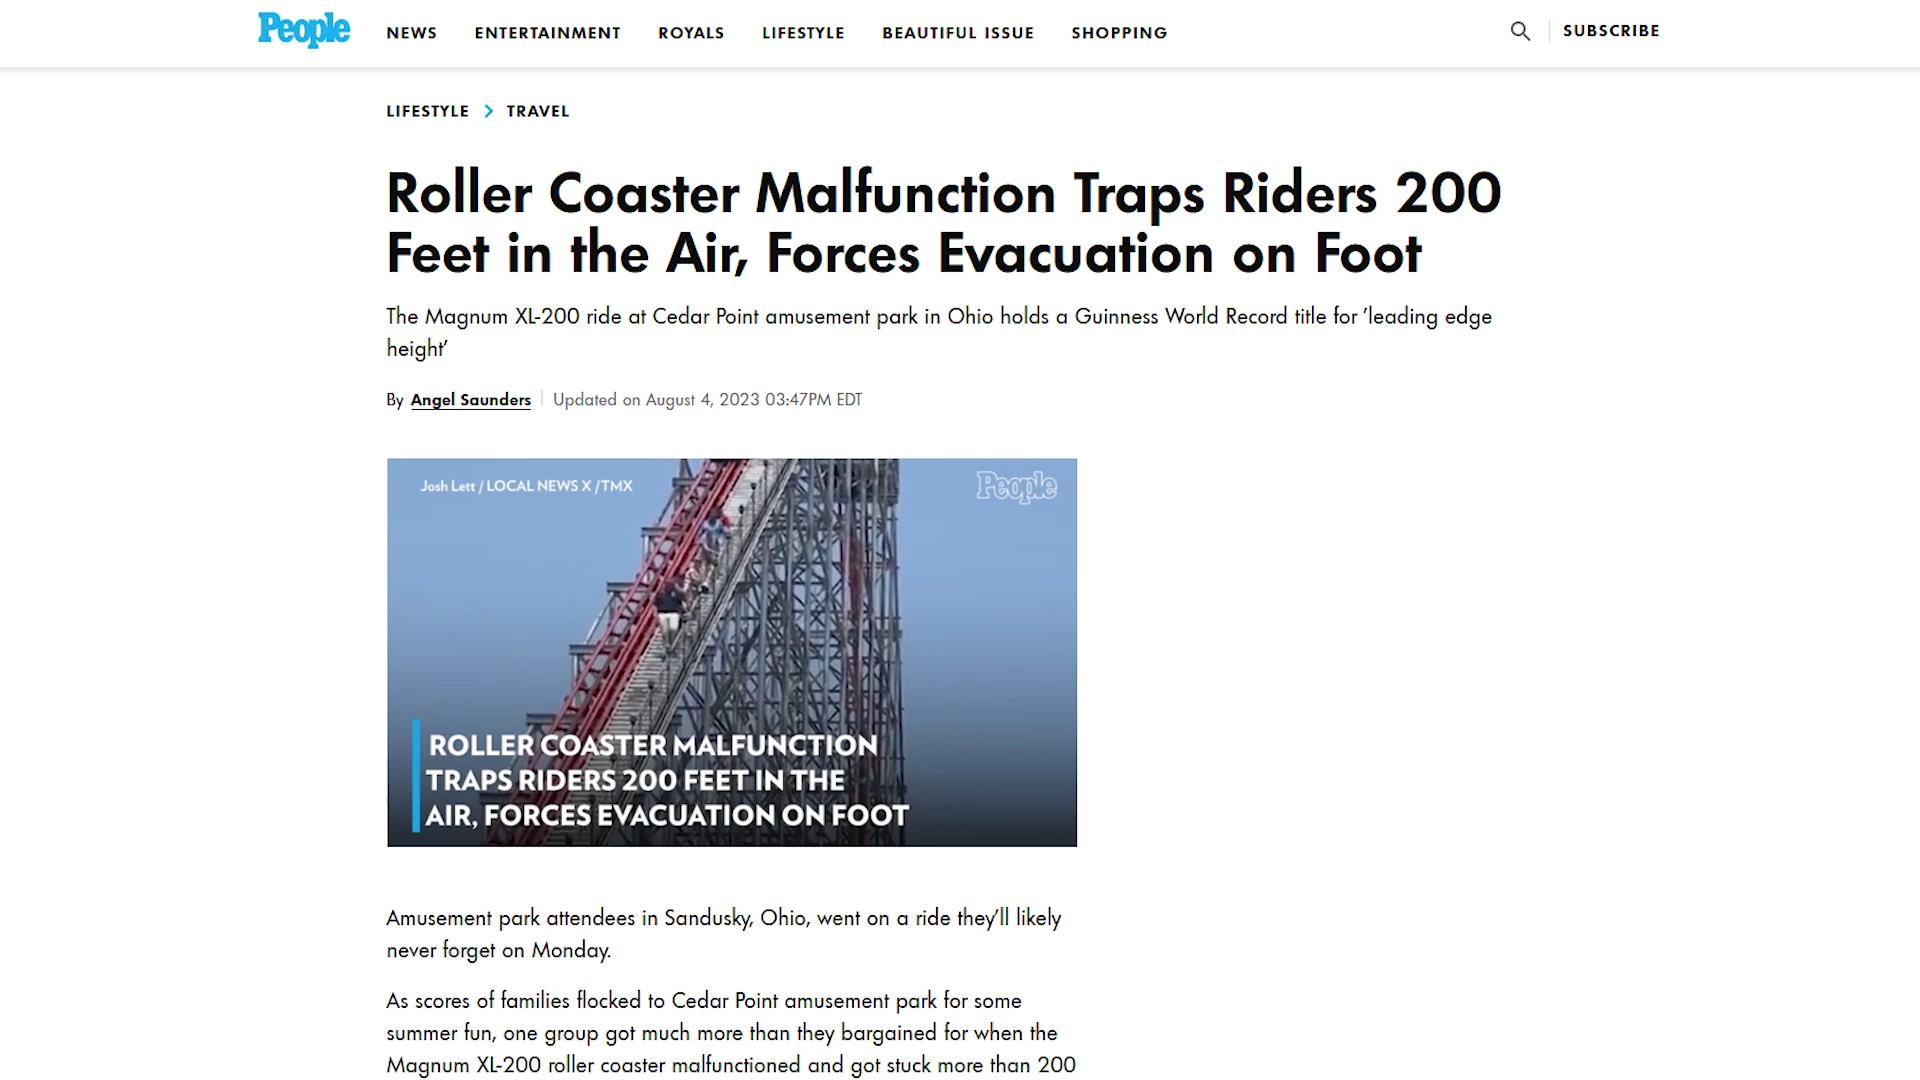 People NEWS ENTERTAINMENT ROYALS LIFESTYLE BEAUTIFUL ISSUE SHOPPING SUBSCRIBE
LIFESTYLE > TRAVEL
Roller Coaster Malfunction Traps Riders 200
Feet in the Air, Forces Evacuation on Foot
The Magnum XL-200 ride at Cedar Point amusement park in Ohio holds a Guinness World Record title for 'leading edge
height'
By Angel Saunders Updated on August 4, 2023 03:47PM EDT
Josh Lett / LOCAL NEWS X /TMX People
ROLLER COASTER MALFUNCTION
TRAPS RIDERS 200 FEET IN THE
AIR, FORCES EVACUATION ON FOOT
Amusement park attendees in Sandusky, Ohio, went on a ride they'll likely
never forget on Monday.
As scores of families flocked to Cedar Point amusement park for some
summer fun, one group got much more than they bargained for when the
Magnum XL-200 roller coaster malfunctioned and got stuck more than 200